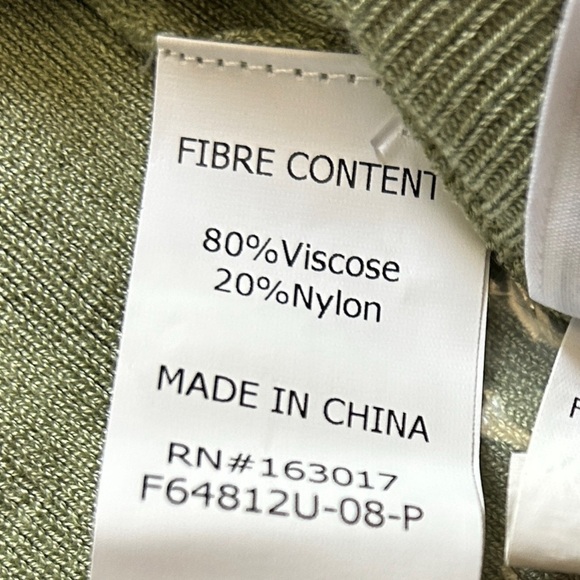 FIBRE CONTENT
80%Viscose
20%Nylon
MADE IN CHINA
RN#163017
F64812U-08-P